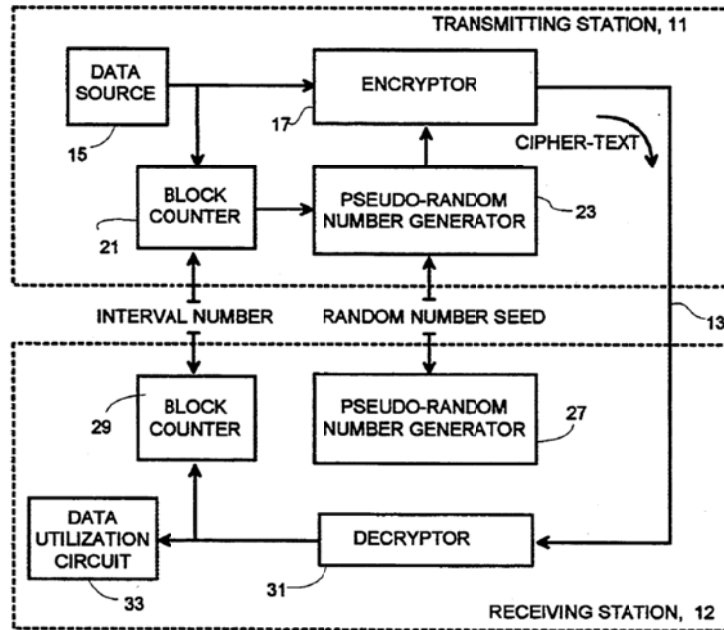 TRANSMITTING STATION, 11
DATA
SOURCE
15
ENCRYPTOR
17
CIPHER-TEXT
BLOCK
COUNTER
21
PSEUDO-RANDOM
NUMBER GENERATOR
23
INTERVAL NUMBER
RANDOM NUMBER SEED
13
29
BLOCK
COUNTER
PSEUDO-RANDOM
NUMBER GENERATOR
27
DATA
UTILIZATION
CIRCUIT
33
DECRYPTOR
31
RECEIVING STATION, 12